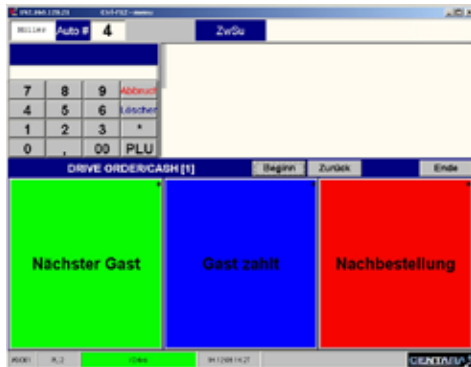 Müller Auto # 4 ZwSu
7 8 9 Abbruch
4 5 6 Löschen
1 2 3 *
0 , 00 PLU
DRIVE ORDER/CASH [1] Beginn Zurück Ende
Nächster Gast Gast zahlt Nachbestellung
CENTARA